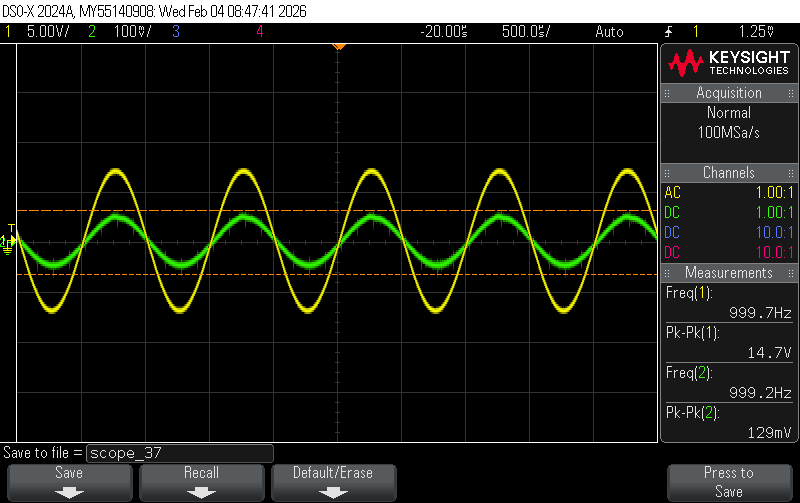 DSO-X 2024A, MY55140908: Wed Feb 04 08:47:41 2026
1 5.00V/ 2 100mV/ 3 4 -20.00us 500.0us/ Auto 1 1.25V
KEYSIGHT
TECHNOLOGIES
Acquisition
Normal
100MSa/s
Channels
AC 1.00:1
DC 1.00:1
DC 10.0:1
DC 10.0:1
Measurements
Freq(1):
999.7Hz
Pk-Pk(1):
14.7V
Freq(2):
999.2Hz
Pk-Pk(2):
129mV
T
Save to file = scope_37
Save
Recall
Default/Erase
Press to
Save